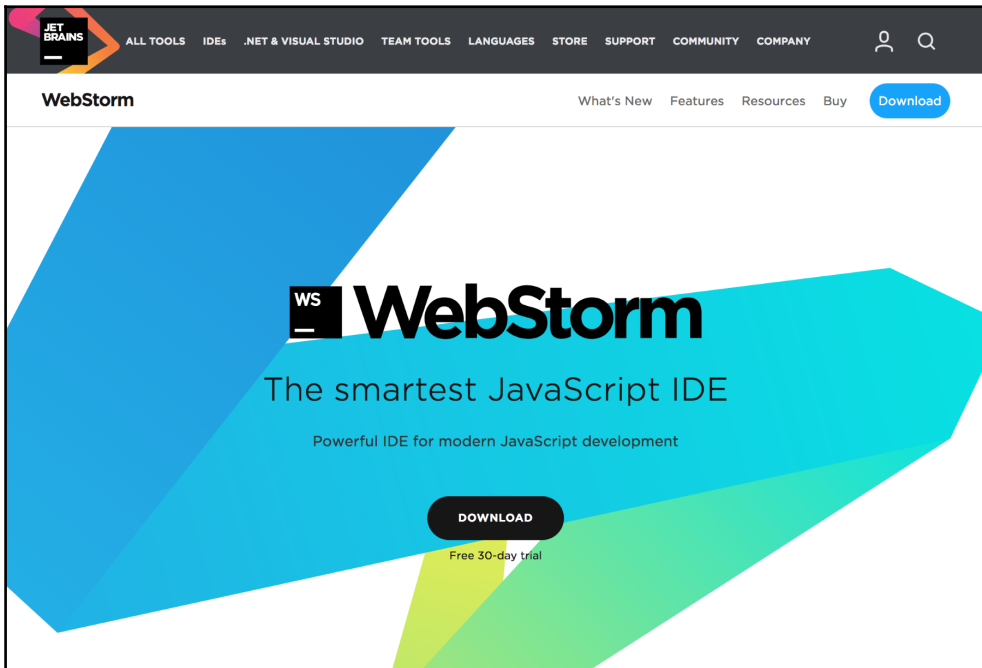 JET
BRAINS
ALL TOOLS IDEs .NET & VISUAL STUDIO TEAM TOOLS LANGUAGES STORE SUPPORT COMMUNITY COMPANY
WebStorm What's New Features Resources Buy Download
WS WebStorm
The smartest JavaScript IDE
Powerful IDE for modern JavaScript development
DOWNLOAD
Free 30-day trial